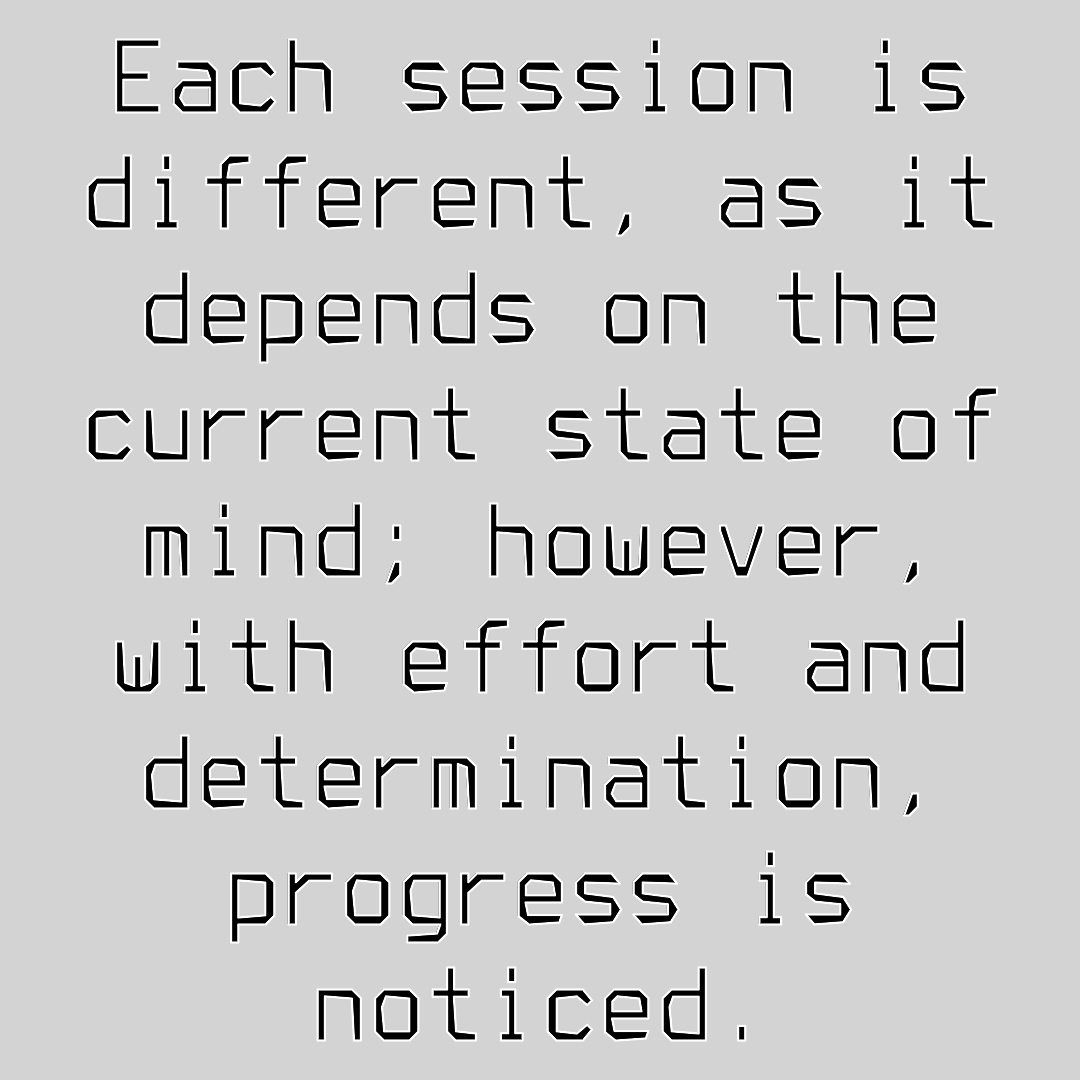 Each session is
different, as it
depends on the
current state of
mind; however,
with effort and
determination,
progress is
noticed.